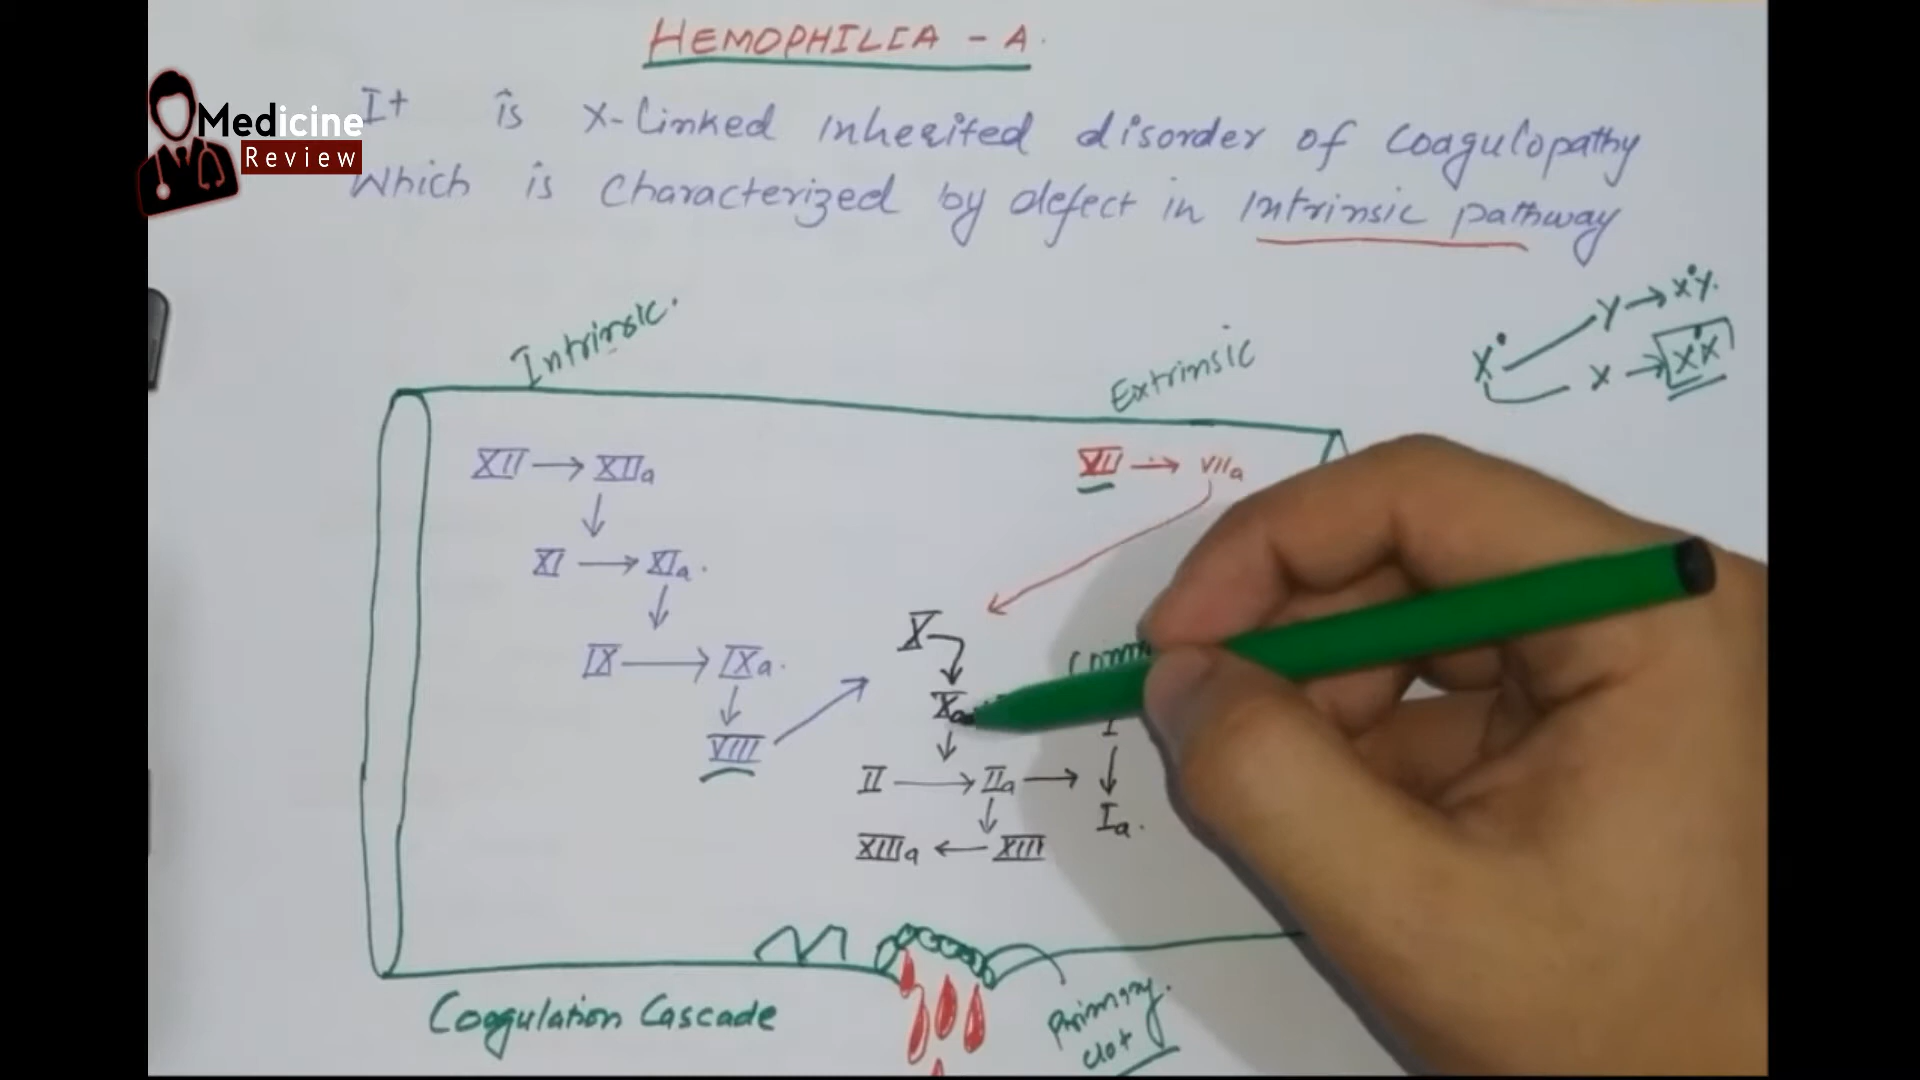 HEMOPHILIA - A.
Medicine
Review
It is X-linked inherited disorder of coagulopathy
Which is characterized by defect in intrinsic pathway
Intrinsic.
Extrinsic
X• Y → X•Y.
X → X•X
XII → XIIa
VII → VIIa
XI → XIa.
X
IX → IXa.
Xa
VIII
I
II → IIa →
Ia.
XIIIa ← XIII
Coagulation Cascade
Primary.
clot